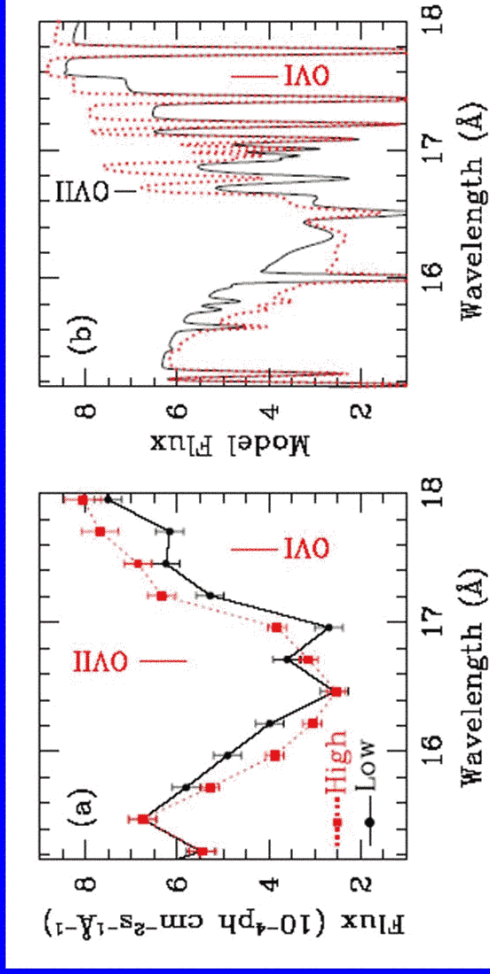 (a)
OVII
OVI
High
Low
8
6
4
2
16
17
18
Wavelength (Å)
Flux (10⁻⁴ph cm⁻²s⁻¹Å⁻¹)
(b)
OVII
OVI
8
6
4
2
16
17
18
Wavelength (Å)
Model Flux